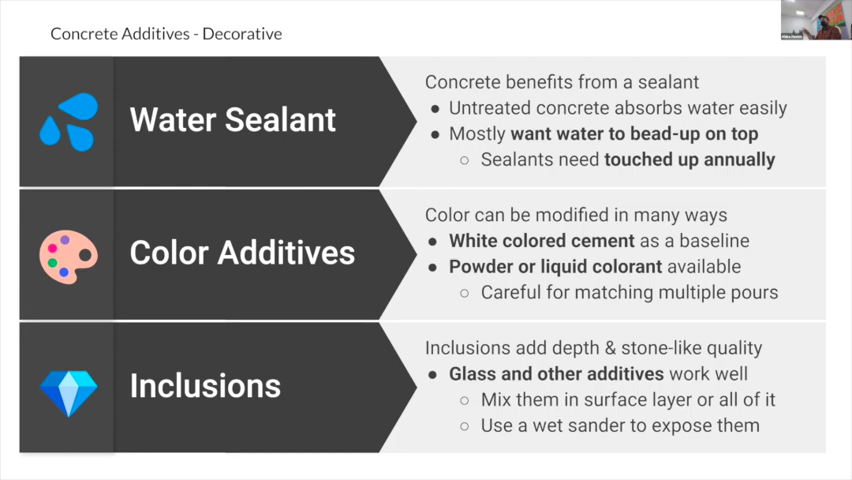 Concrete Additives - Decorative
Water Sealant
Concrete benefits from a sealant
● Untreated concrete absorbs water easily
● Mostly want water to bead-up on top
○ Sealants need touched up annually
Color Additives
Color can be modified in many ways
● White colored cement as a baseline
● Powder or liquid colorant available
○ Careful for matching multiple pours
Inclusions
Inclusions add depth & stone-like quality
● Glass and other additives work well
○ Mix them in surface layer or all of it
○ Use a wet sander to expose them